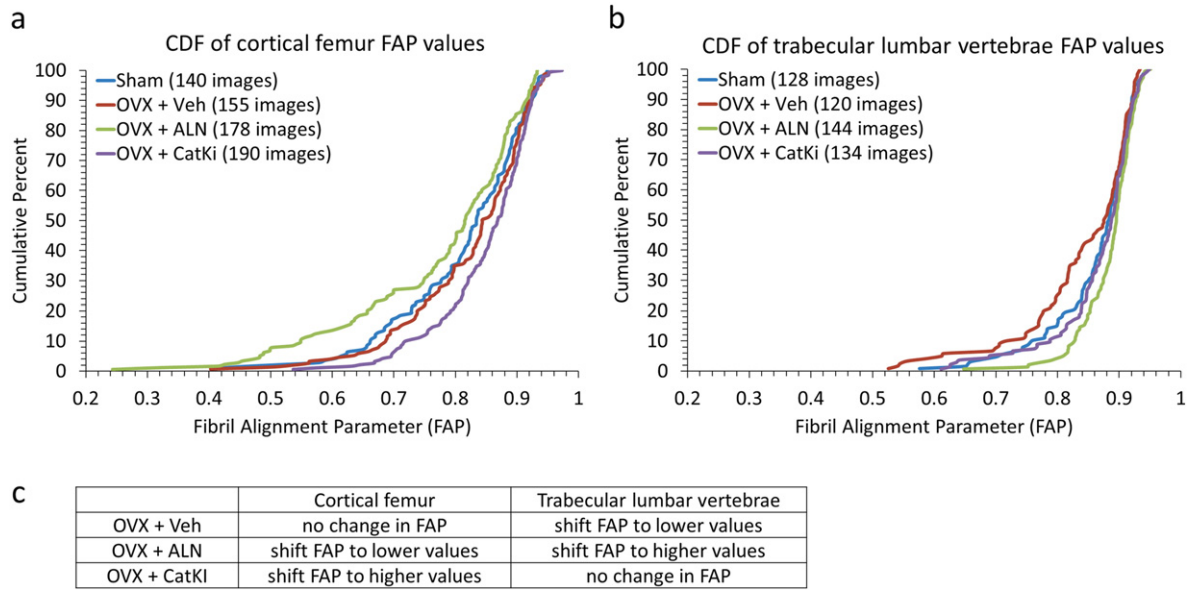 a
CDF of cortical femur FAP values
100
90
80
70
60
50
40
30
20
10
0
Cumulative Percent
Sham (140 images)
OVX + Veh (155 images)
OVX + ALN (178 images)
OVX + CatKi (190 images)
0.2 0.3 0.4 0.5 0.6 0.7 0.8 0.9 1
Fibril Alignment Parameter (FAP)
b
CDF of trabecular lumbar vertebrae FAP values
100
90
80
70
60
50
40
30
20
10
0
Cumulative Percent
Sham (128 images)
OVX + Veh (120 images)
OVX + ALN (144 images)
OVX + CatKi (134 images)
0.2 0.3 0.4 0.5 0.6 0.7 0.8 0.9 1
Fibril Alignment Parameter (FAP)
c
Cortical femur Trabecular lumbar vertebrae
OVX + Veh no change in FAP shift FAP to lower values
OVX + ALN shift FAP to lower values shift FAP to higher values
OVX + CatKI shift FAP to higher values no change in FAP